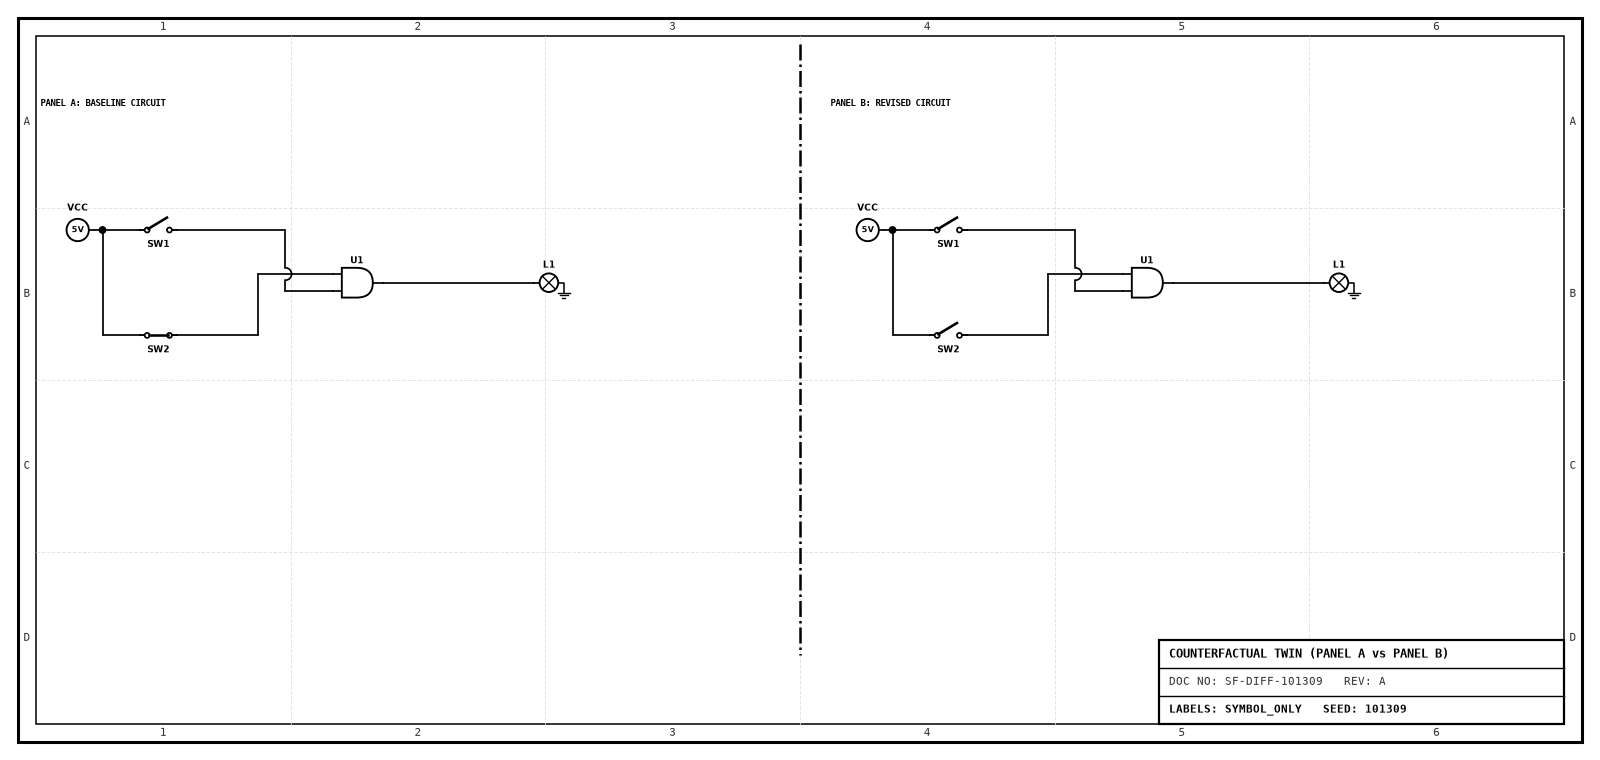 1 2 3 4 5 6
PANEL A: BASELINE CIRCUIT PANEL B: REVISED CIRCUIT
A A
VCC VCC
5V 5V
SW1 SW1
U1 U1
L1 L1
B B
SW2 SW2
C C
D D
COUNTERFACTUAL TWIN (PANEL A vs PANEL B)
DOC NO: SF-DIFF-101309 REV: A
LABELS: SYMBOL_ONLY SEED: 101309
1 2 3 4 5 6